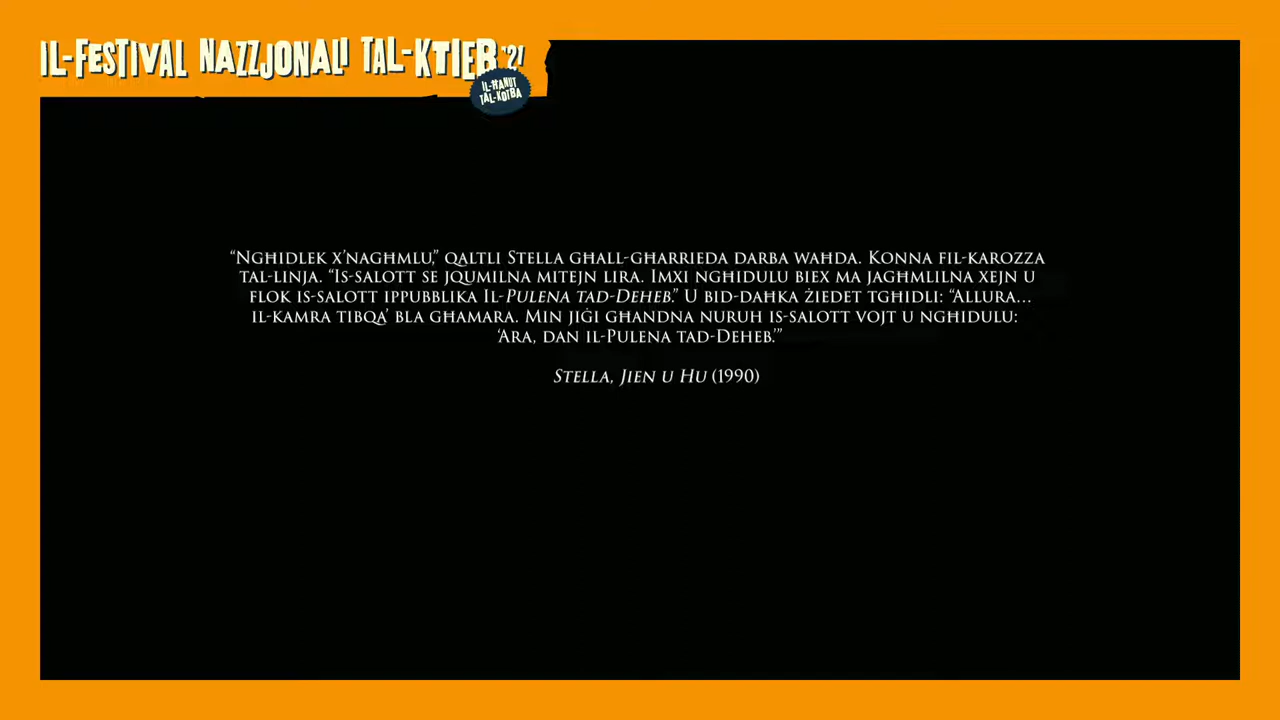 IL-FESTIVAL NAZZJONALI TAL-KTIEB '21
IL-ĦANUT
TAL-KOTBA
“Ngħidlek x’nagħmlu,” qaltli Stella għall-għarrieda darba waħda. Konna fil-karozza
tal-linja. “Is-salott se jqumilna mitejn lira. Imxi ngħidulu biex ma jagħmlilna xejn u
flok is-salott ippubblika Il-Pulena tad-Deheb.” U bid-daħka żiedet tgħidli: “Allura...
il-kamra tibqa’ bla għamara. Min jiġi għandna nuruh is-salott vojt u ngħidulu:
‘Ara, dan il-Pulena tad-Deheb.’”
Stella, Jien u Hu (1990)